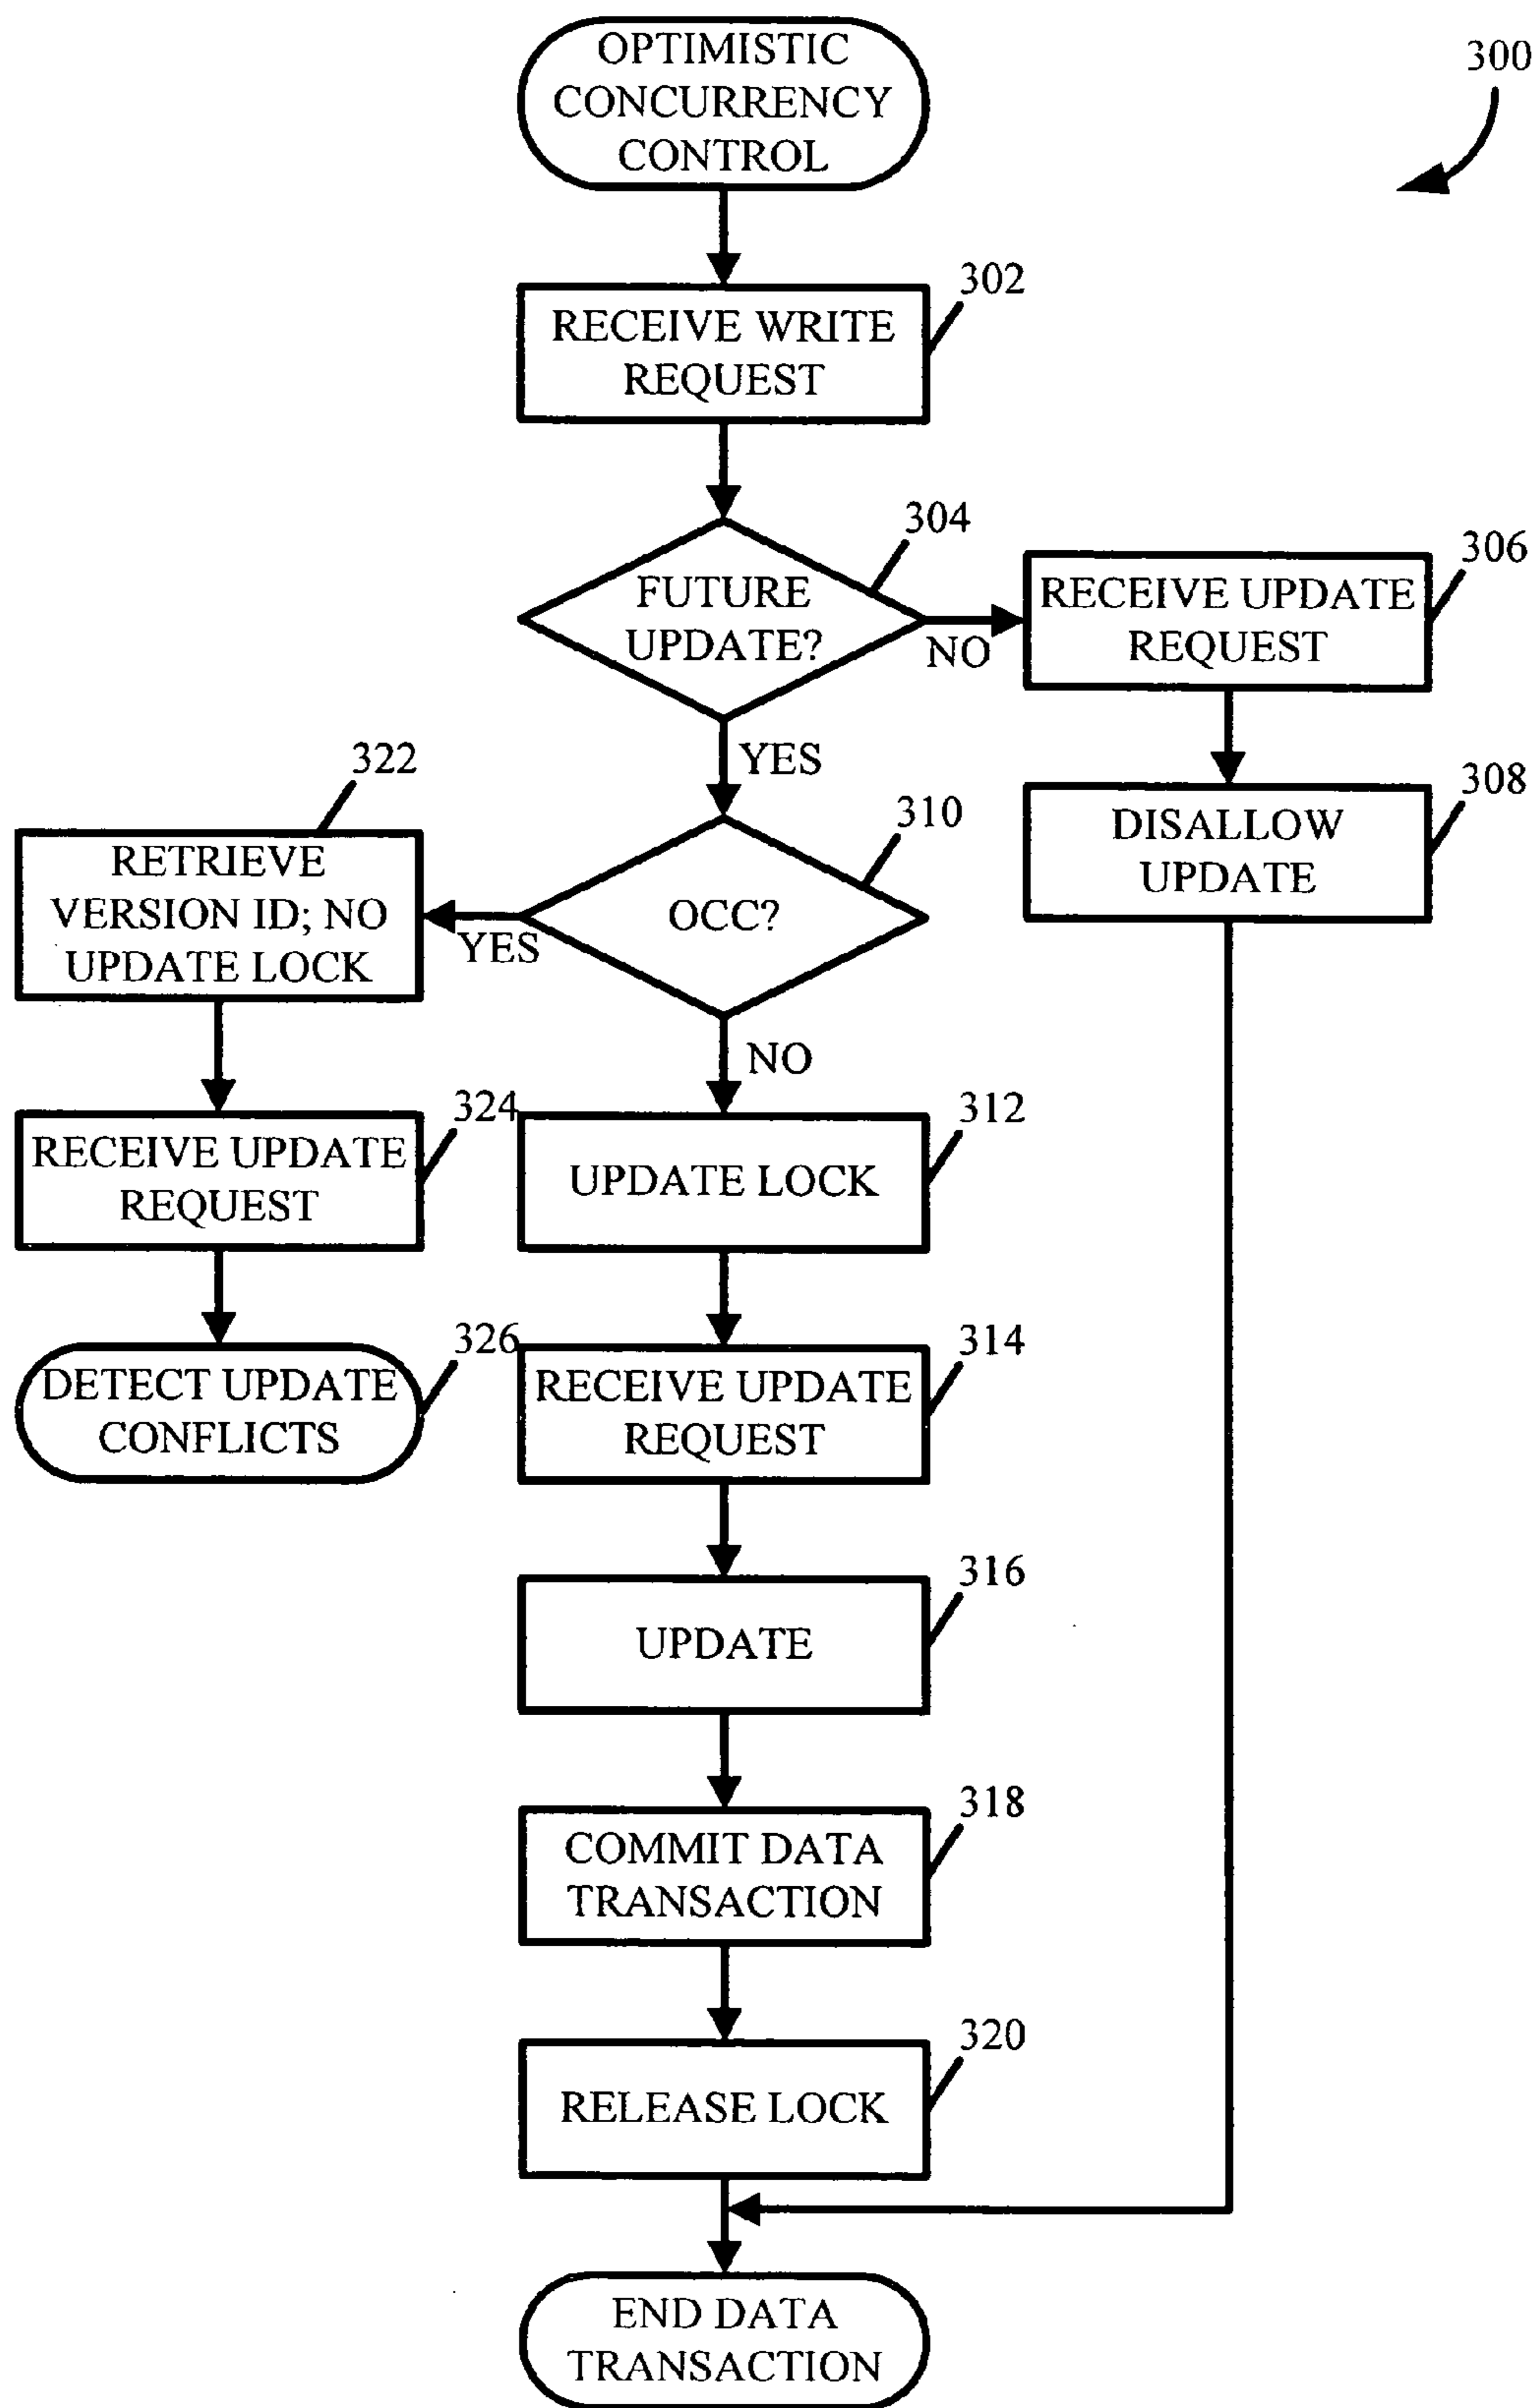 OPTIMISTIC
CONCURRENCY
CONTROL
300
302
RECEIVE WRITE
REQUEST
304
FUTURE
UPDATE?
NO
306
RECEIVE UPDATE
REQUEST
YES
308
DISALLOW
UPDATE
310
OCC?
YES
322
RETRIEVE
VERSION ID; NO
UPDATE LOCK
NO
324
RECEIVE UPDATE
REQUEST
312
UPDATE LOCK
326
DETECT UPDATE
CONFLICTS
314
RECEIVE UPDATE
REQUEST
316
UPDATE
318
COMMIT DATA
TRANSACTION
320
RELEASE LOCK
END DATA
TRANSACTION